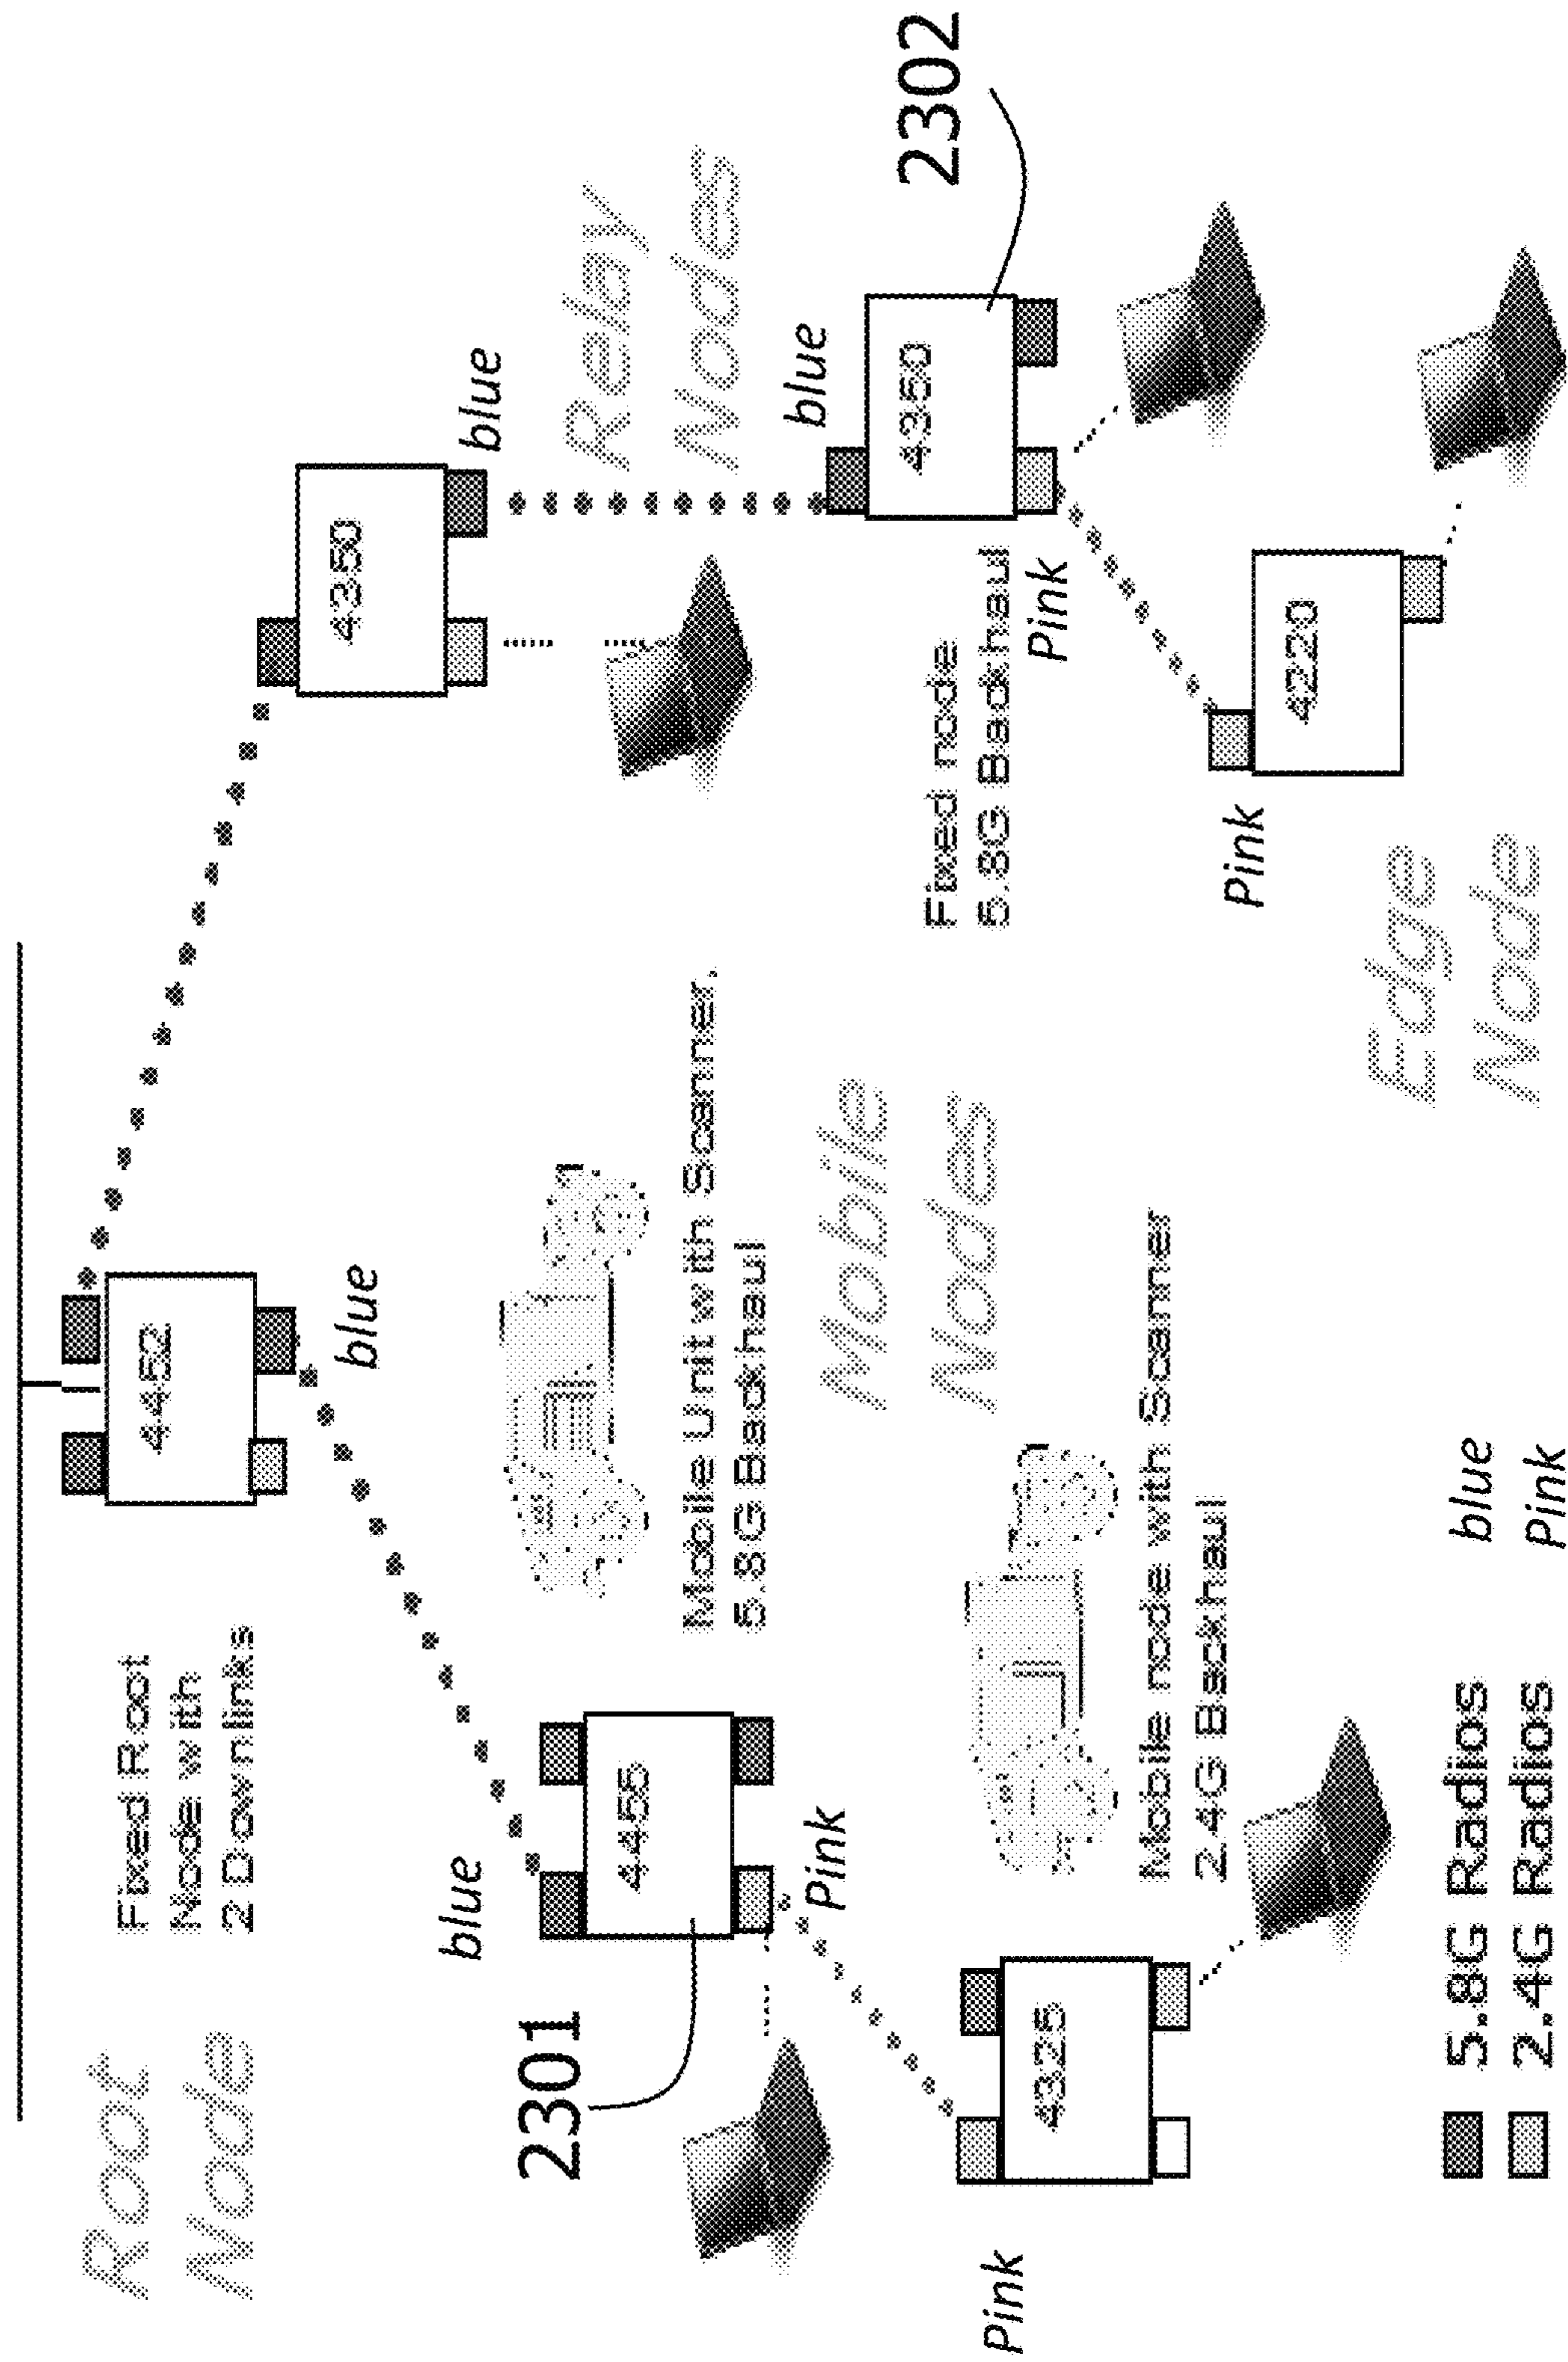 Root
Node
Fixed Root
Node with
2 Downlinks
4452
blue
4350
blue
Relay
Nodes
2301
blue
4455
Pink
Mobile Unit with Scanner.
5.8G Backhaul
Mobile
Nodes
blue
4350
2302
Fixed node
5.8G Backhaul
Pink
Pink
4325
Mobile node with Scanner
2.4G Backhaul
Pink
4220
Edge
Node
5.8G Radios blue
2.4G Radios Pink